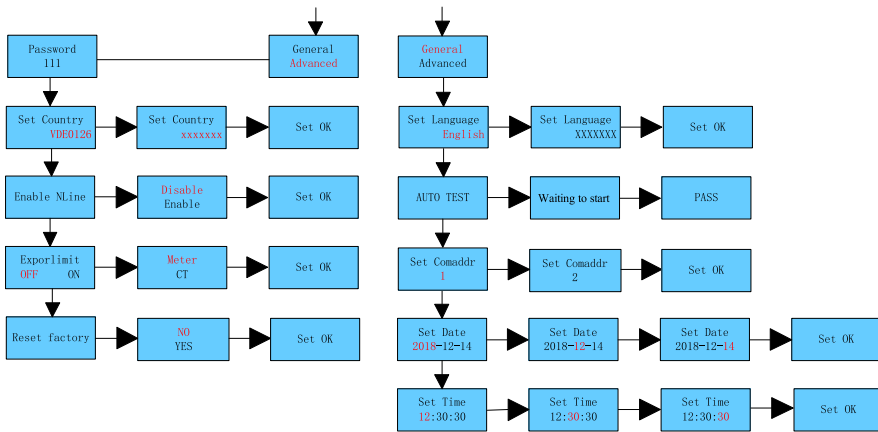 Password
111
General
Advanced
Set Country
VDE0126
Set Country
xxxxxxx
Set OK
Enable NLine
Disable
Enable
Set OK
Exporlimit
OFF ON
Meter
CT
Set OK
Reset factory
NO
YES
Set OK
General
Advanced
Set Language
English
Set Language
XXXXXXX
Set OK
AUTO TEST
Waiting to start
PASS
Set Comaddr
1
Set Comaddr
2
Set OK
Set Date
2018-12-14
Set Date
2018-12-14
Set Date
2018-12-14
Set OK
Set Time
12:30:30
Set Time
12:30:30
Set Time
12:30:30
Set OK